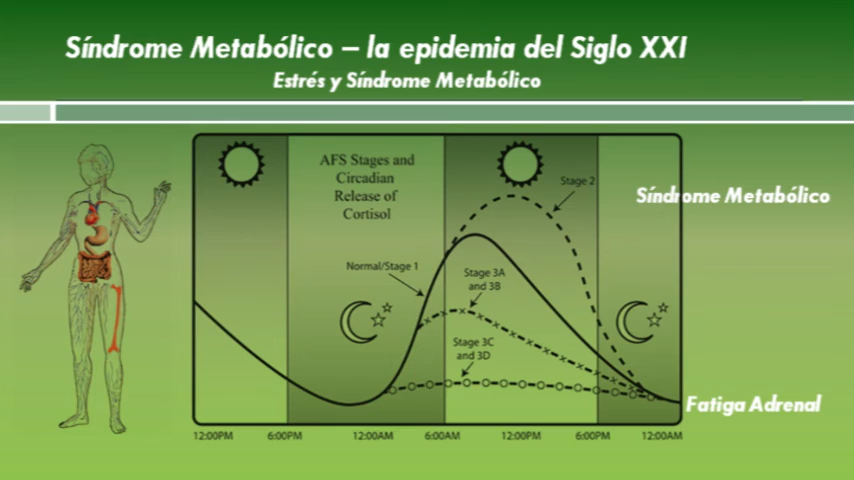 Síndrome Metabólico – la epidemia del Siglo XXI
Estrés y Síndrome Metabólico
AFS Stages and
Circadian
Release of
Cortisol
Stage 2
Síndrome Metabólico
Normal/Stage 1
Stage 3A
and 3B
Stage 3C
and 3D
Fatiga Adrenal
12:00PM 6:00PM 12:00AM 6:00AM 12:00PM 6:00PM 12:00AM